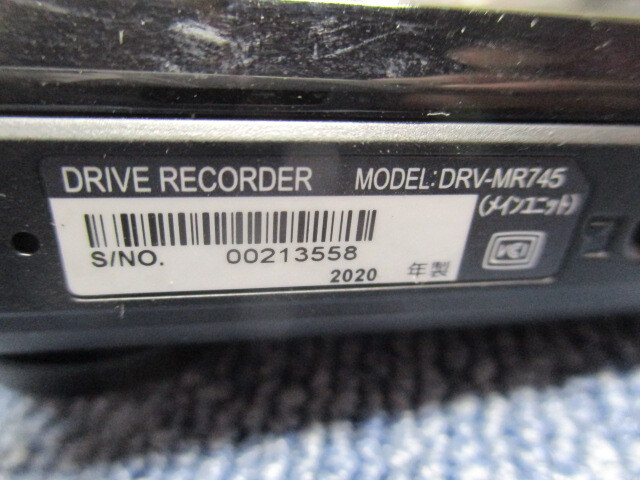 DRIVE RECORDER MODEL:DRV-MR745
(メインユニット)
S/NO. 00213558
2020 年製